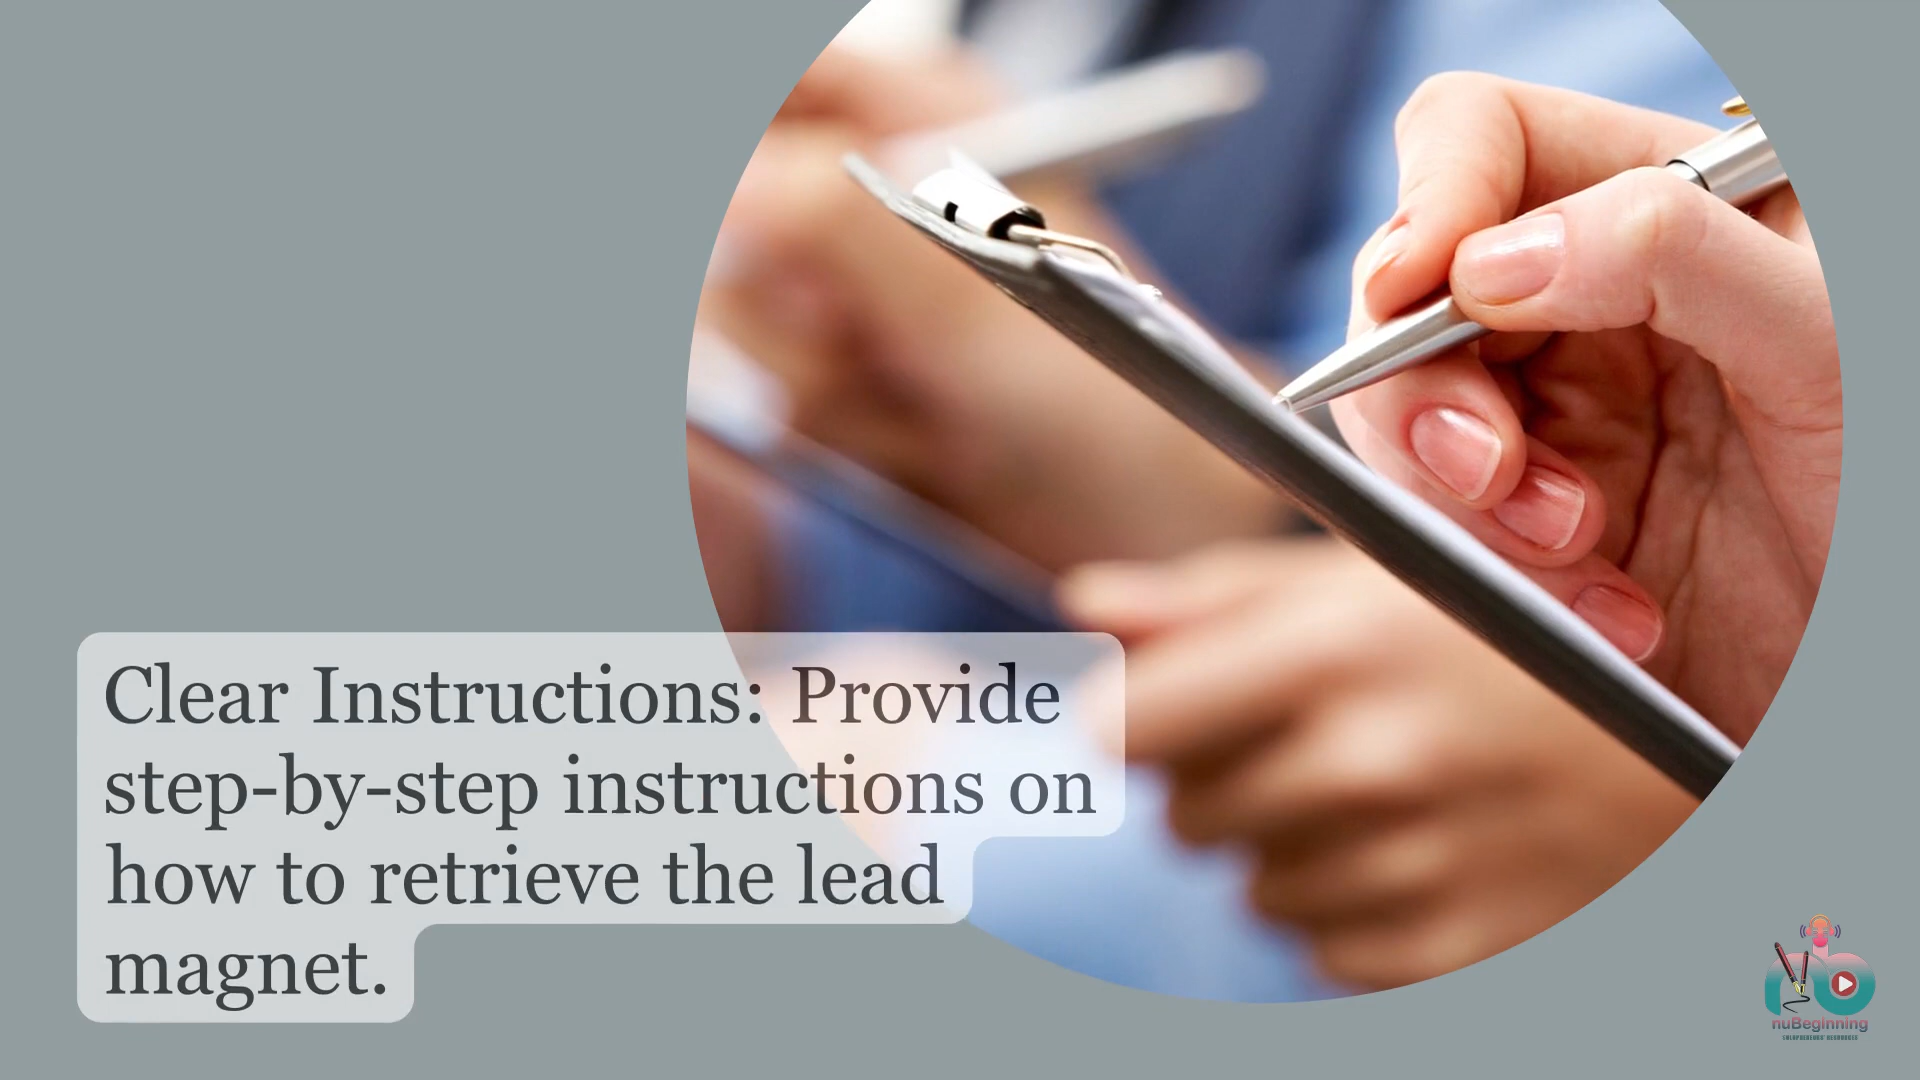 Clear Instructions: Provide
step-by-step instructions on
how to retrieve the lead
magnet.
nuBeginning